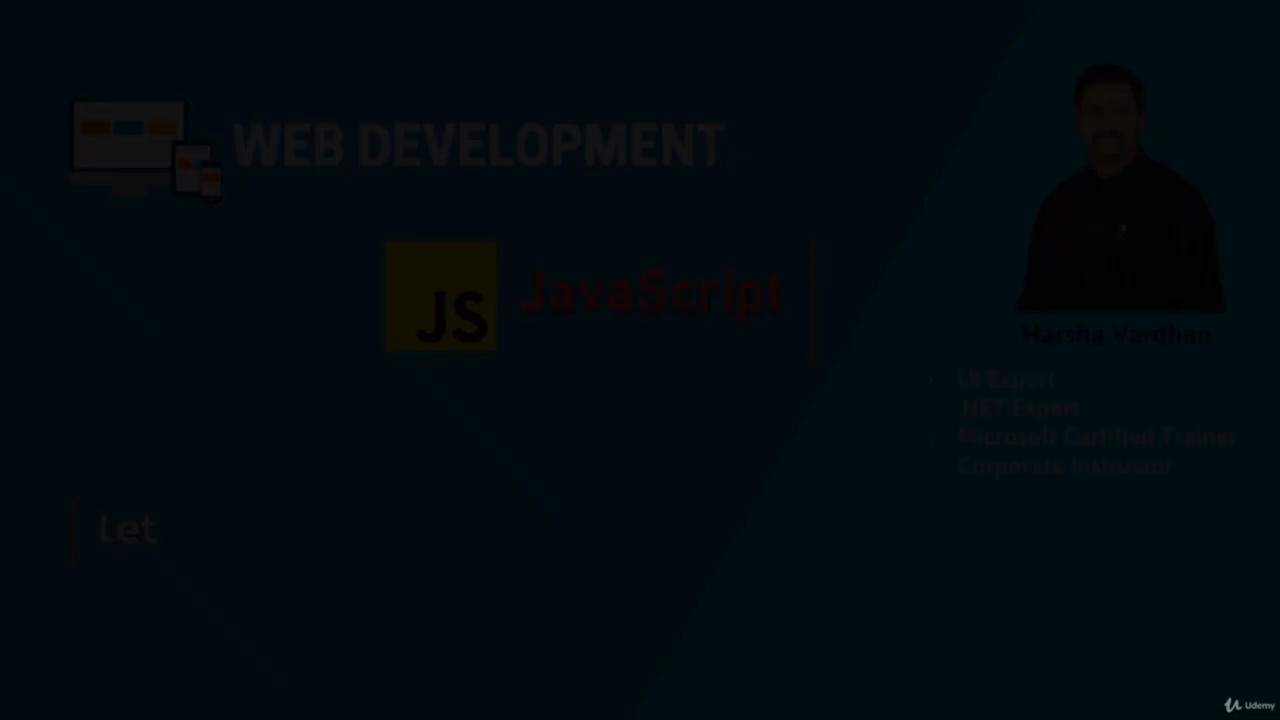 WEB DEVELOPMENT
JS
JavaScript
Harsha Vardhan
UI Expert
.NET Expert
Microsoft Certified Trainer
Corporate Instructor
Let
Udemy